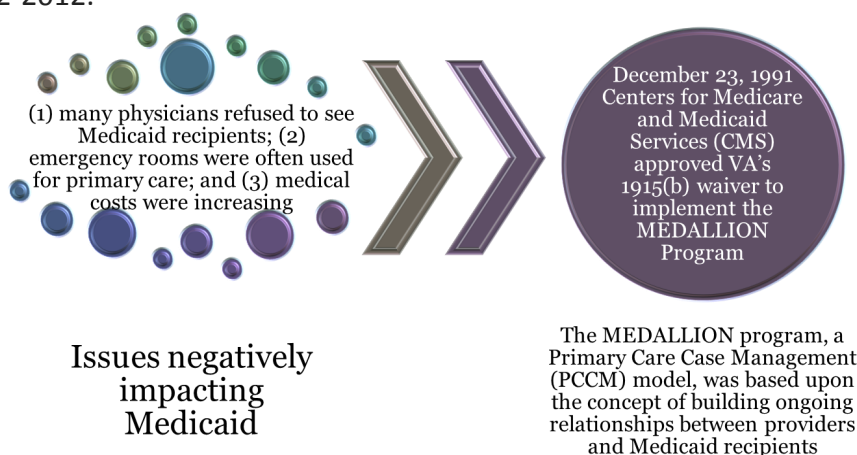 (1) many physicians refused to see
Medicaid recipients; (2)
emergency rooms were often used
for primary care; and (3) medical
costs were increasing
December 23, 1991
Centers for Medicare
and Medicaid
Services (CMS)
approved VA's
1915(b) waiver to
implement the
MEDALLION
Program
Issues negatively
impacting
Medicaid
The MEDALLION program, a
Primary Care Case Management
(PCCM) model, was based upon
the concept of building ongoing
relationships between providers
and Medicaid recipients